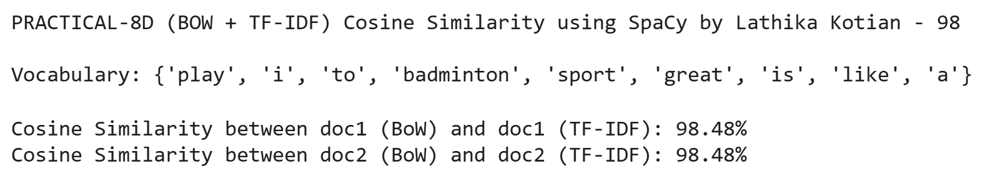 PRACTICAL-8D (BOW + TF-IDF) Cosine Similarity using SpaCy by Lathika Kotian - 98
Vocabulary: {'play', 'i', 'to', 'badminton', 'sport', 'great', 'is', 'like', 'a'}
Cosine Similarity between doc1 (BoW) and doc1 (TF-IDF): 98.48%
Cosine Similarity between doc2 (BoW) and doc2 (TF-IDF): 98.48%